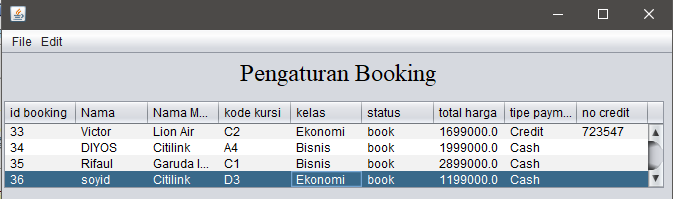 File Edit
Pengaturan Booking
id booking Nama Nama M... kode kursi kelas status total harga tipe paym... no credit
33 Victor Lion Air C2 Ekonomi book 1699000.0 Credit 723547
34 DIYOS Citilink A4 Bisnis book 1999000.0 Cash
35 Rifaul Garuda I... C1 Bisnis book 2899000.0 Cash
36 soyid Citilink D3 Ekonomi book 1199000.0 Cash